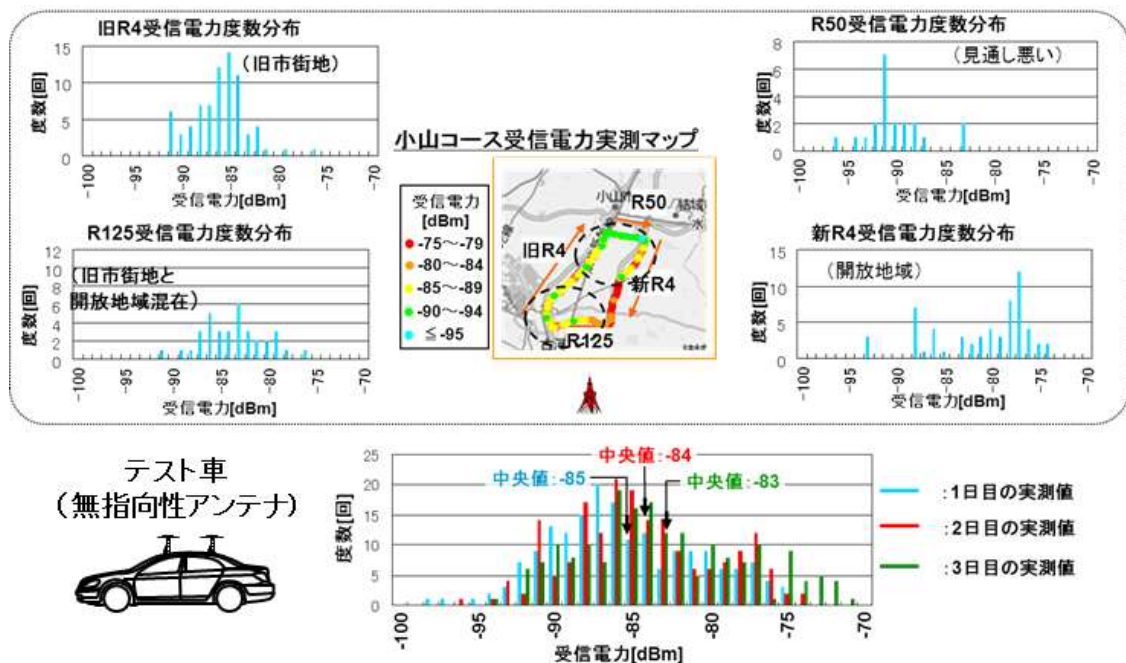 旧R4受信電力度数分布
(旧市街地)
度数[回]
15
10
5
0
-100
-90
-85
-75
-70
受信電力[dBm]
R50受信電力度数分布
(見通し悪い)
度数[回]
8
6
4
2
0
-100
-90
-85
-75
-70
受信電力[dBm]
小山コース受信電力実測マップ
受信電力
[dBm]
-75～-79
-80～-84
-85～-89
-90～-94
≦ -95
小山
R50
結城
旧R4
新R4
R125
R125受信電力度数分布
(旧市街地と
開放地域混在)
度数[回]
12
10
8
6
4
2
0
-100
-90
-85
-75
-70
受信電力[dBm]
新R4受信電力度数分布
(開放地域)
度数[回]
15
10
5
0
-100
-90
-85
-75
-70
受信電力[dBm]
テスト車
(無指向性アンテナ)
度数[回]
25
20
15
10
5
0
中央値:-85
中央値:-84
中央値:-83
-100
-90
-85
-80
-75
-70
受信電力[dBm]
:1日目の実測値
:2日目の実測値
:3日目の実測値